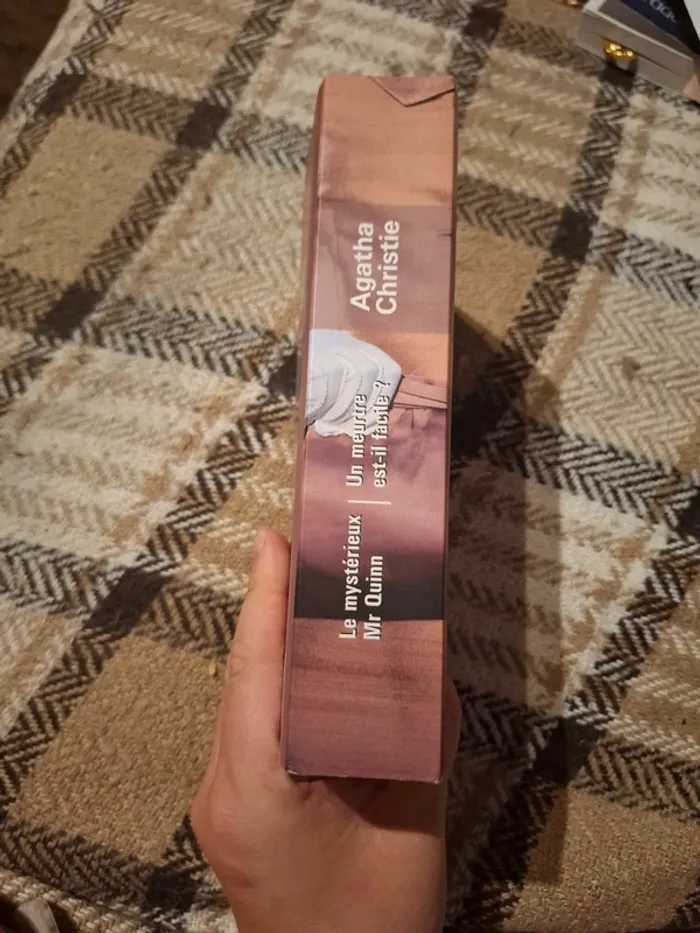 Le mystérieux
Mr Quinn
Un meurtre
est-il facile ?
Agatha
Christie